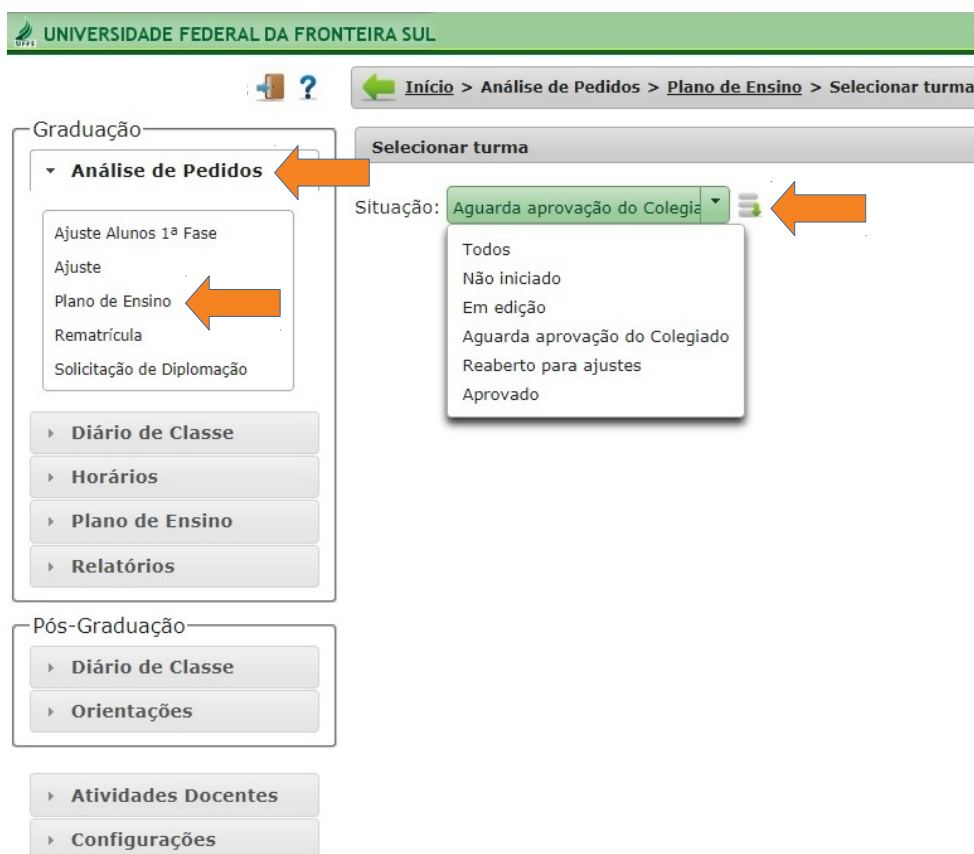 UFFS
UNIVERSIDADE FEDERAL DA FRONTEIRA SUL
?
Início > Análise de Pedidos > Plano de Ensino > Selecionar turma
Graduação
Análise de Pedidos
Ajuste Alunos 1ª Fase
Ajuste
Plano de Ensino
Rematrícula
Solicitação de Diplomação
Diário de Classe
Horários
Plano de Ensino
Relatórios
Pós-Graduação
Diário de Classe
Orientações
Atividades Docentes
Configurações
Selecionar turma
Situação: Aguarda aprovação do Colegia
Todos
Não iniciado
Em edição
Aguarda aprovação do Colegiado
Reaberto para ajustes
Aprovado